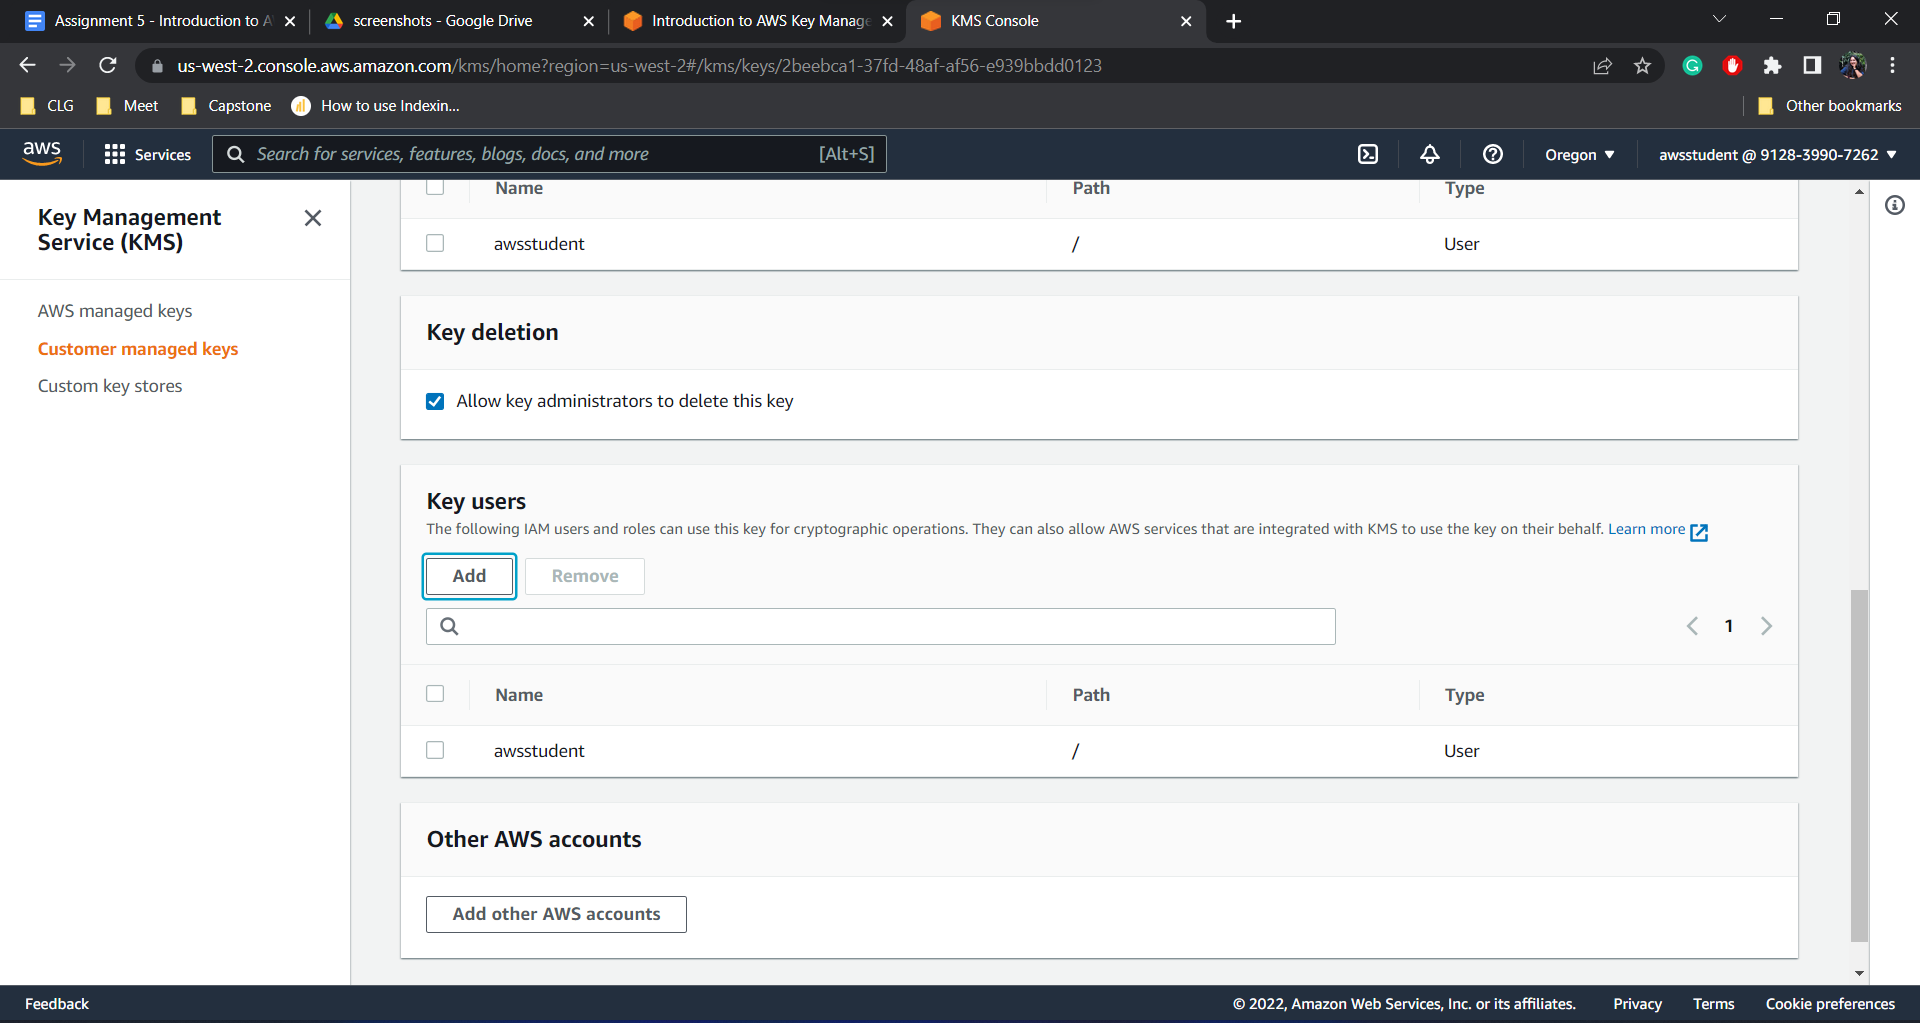 Assignment 5 - Introduction to A
screenshots - Google Drive
Introduction to AWS Key Manage
KMS Console
us-west-2.console.aws.amazon.com/kms/home?region=us-west-2#/kms/keys/2beebca1-37fd-48af-af56-e939bbdd0123
CLG
Meet
Capstone
How to use Indexin...
Other bookmarks
aws
Services
Search for services, features, blogs, docs, and more
[Alt+S]
Oregon
awsstudent @ 9128-3990-7262
Key Management
Service (KMS)
AWS managed keys
Customer managed keys
Custom key stores
Name Path Type
awsstudent / User
Key deletion
Allow key administrators to delete this key
Key users
The following IAM users and roles can use this key for cryptographic operations. They can also allow AWS services that are integrated with KMS to use the key on their behalf. Learn more
Add Remove
1
Name Path Type
awsstudent / User
Other AWS accounts
Add other AWS accounts
Feedback
© 2022, Amazon Web Services, Inc. or its affiliates. Privacy Terms Cookie preferences